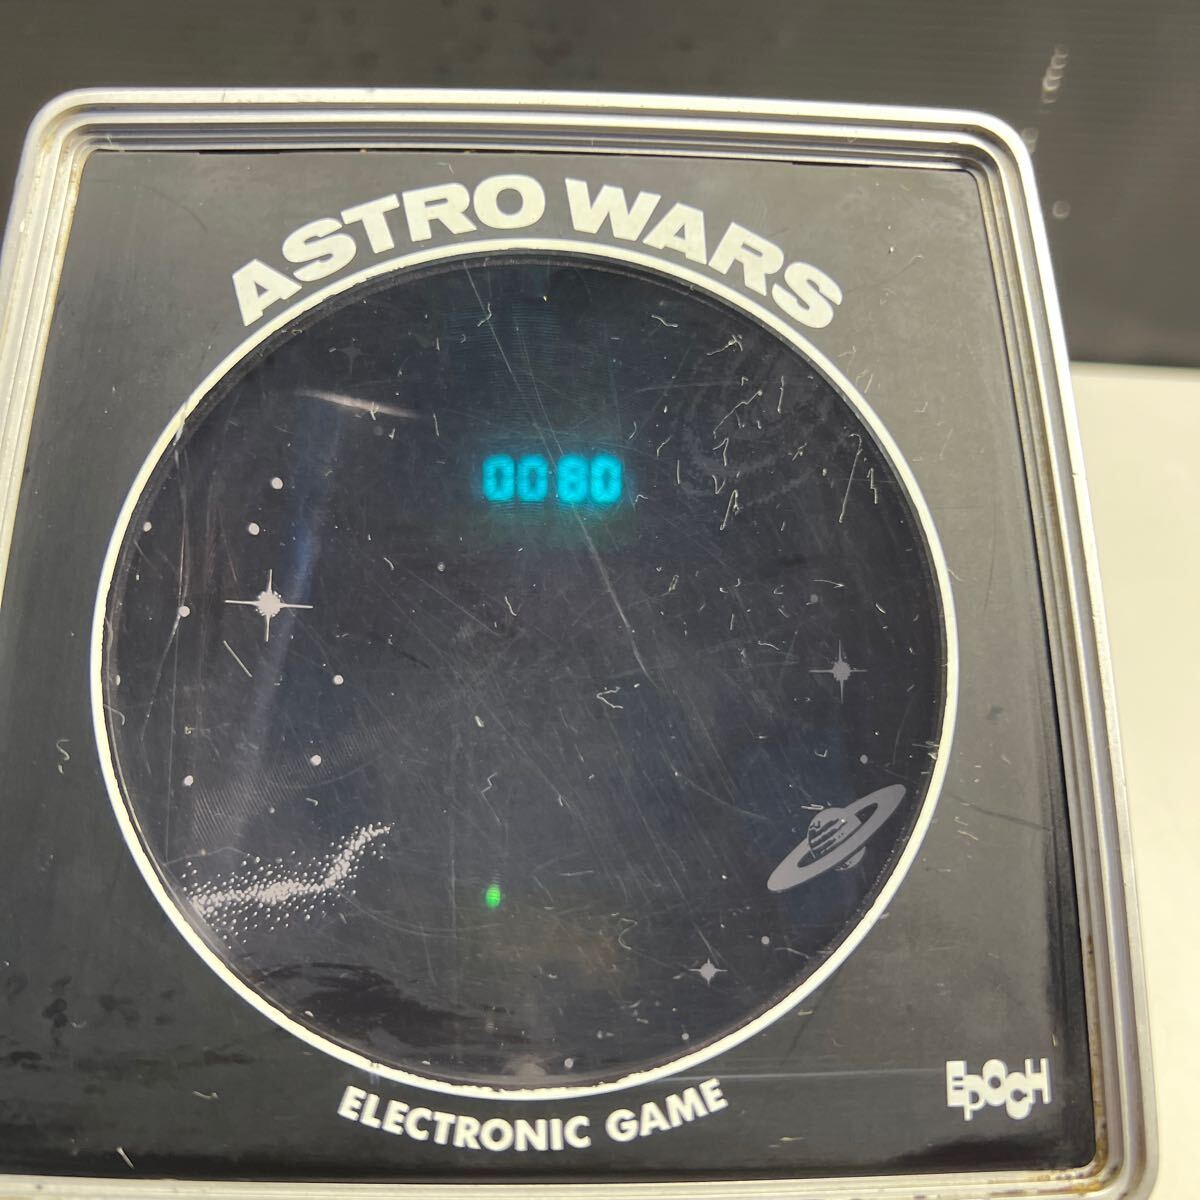 ASTRO WARS
0080
ELECTRONIC GAME
EPOCH